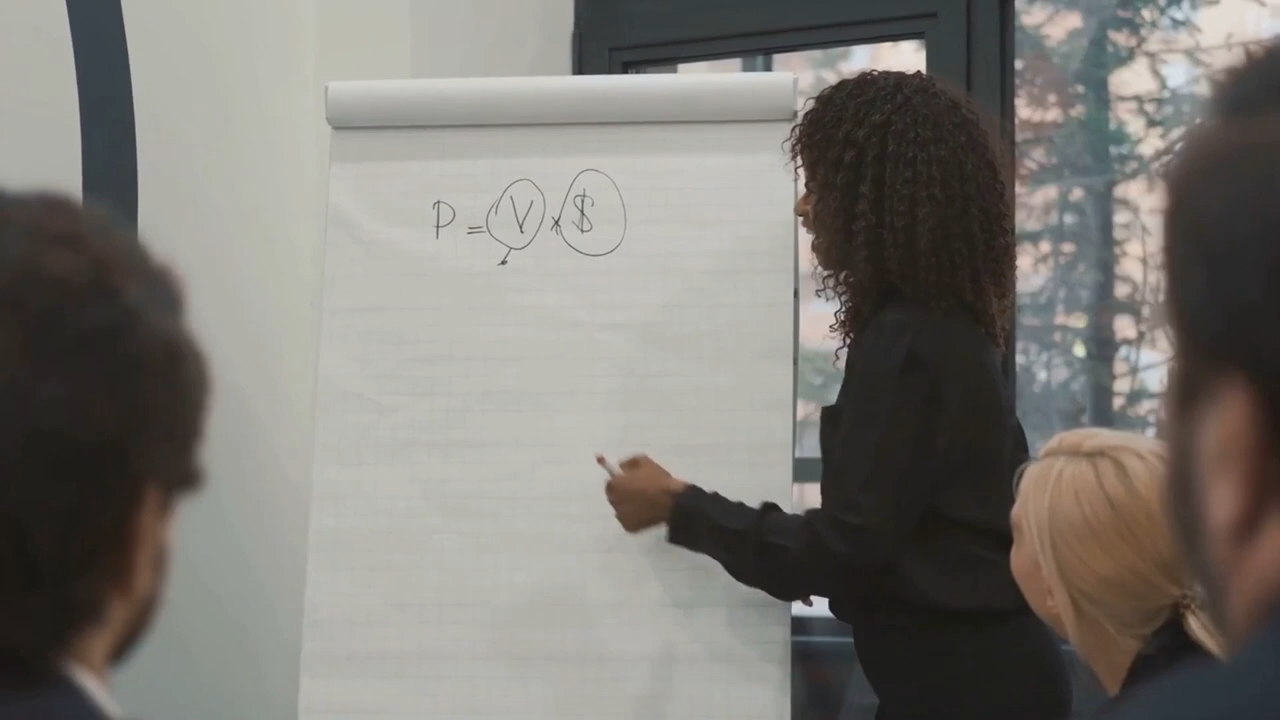 P = V × $